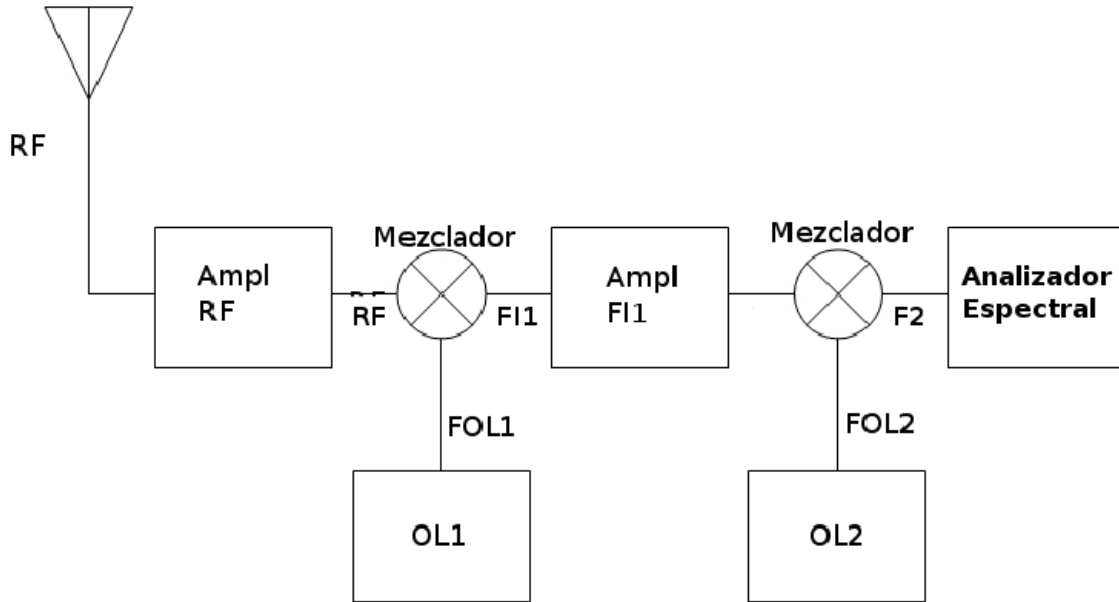 RF
Ampl
RF
RF
Mezclador
FI1
Ampl
FI1
Mezclador
F2
Analizador
Espectral
FOL1
FOL2
OL1
OL2